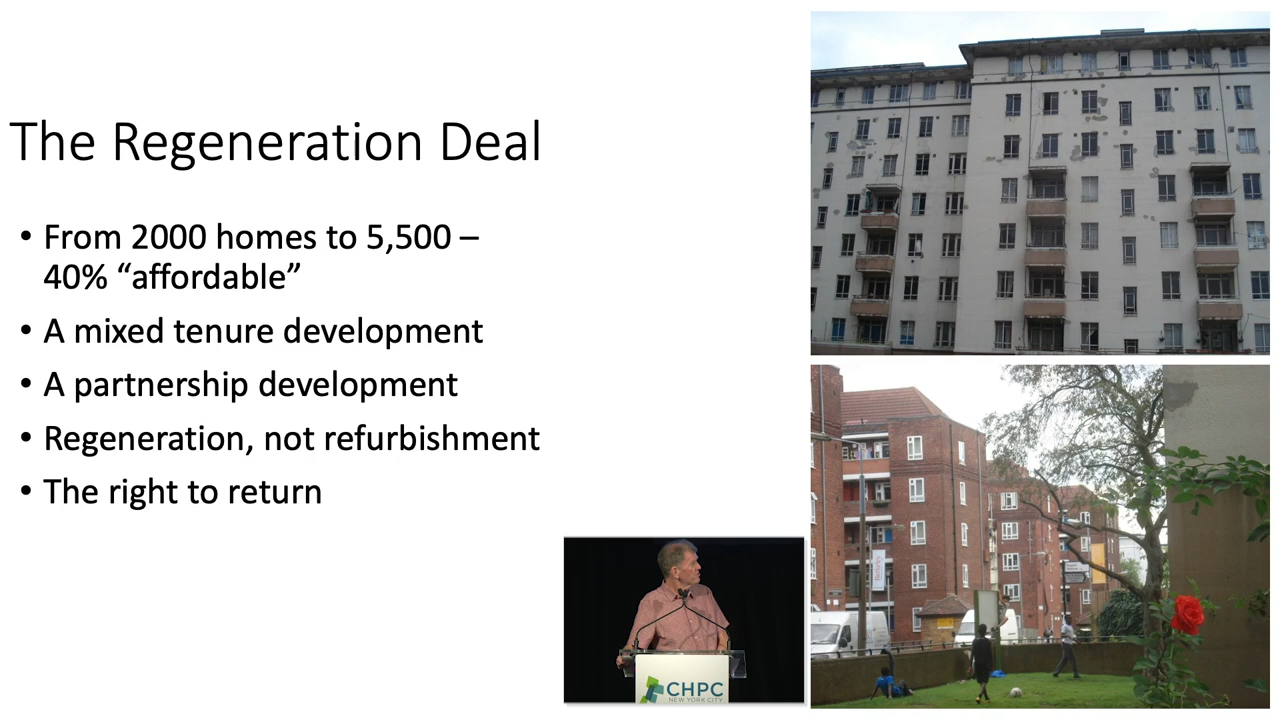 The Regeneration Deal
• From 2000 homes to 5,500 –
40% “affordable”
• A mixed tenure development
• A partnership development
• Regeneration, not refurbishment
• The right to return
CHPC
NEW YORK CITY
Berkeley